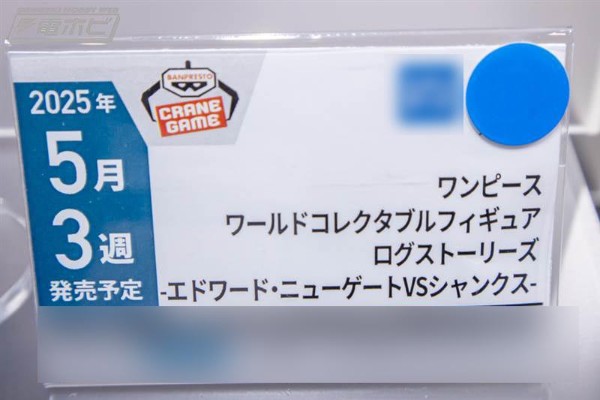 電ホビ
2025年
5月
3週
発売予定
BANPRESTO
CRANE
GAME
ワンピース
ワールドコレクタブルフィギュア
ログストーリーズ
-エドワード・ニューゲートVSシャンクス-